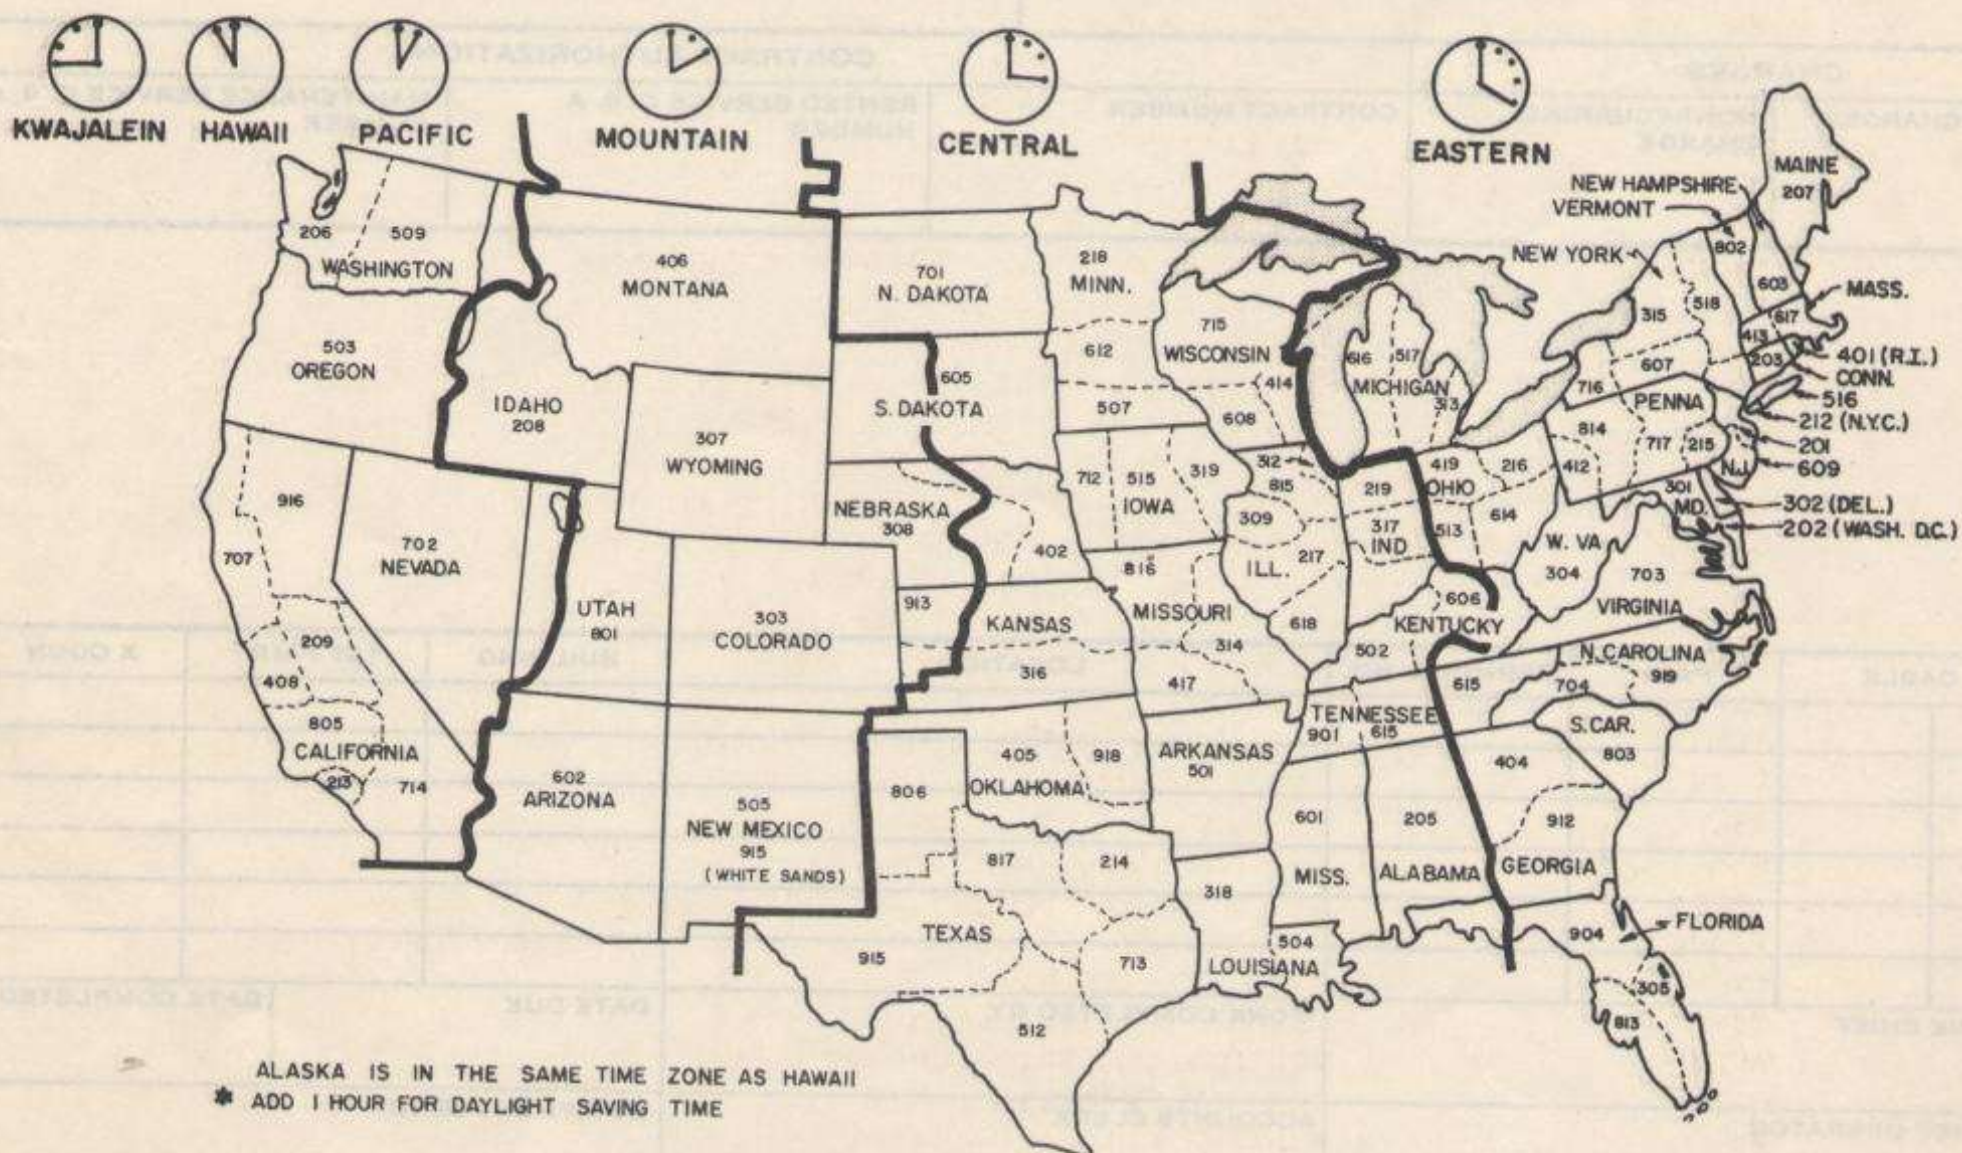 KWAJALEIN HAWAII PACIFIC MOUNTAIN CENTRAL EASTERN
MAINE
207
NEW HAMPSHIRE
VERMONT
802
NEW YORK
603
MASS.
617
413
315
518
607
716
203
401 (R.I.)
CONN.
516
212 (N.Y.C.)
201
609
302 (DEL.)
202 (WASH. D.C.)
206
509
WASHINGTON
406
MONTANA
701
N. DAKOTA
218
MINN.
612
507
715
WISCONSIN
414
608
616
517
MICHIGAN
313
503
OREGON
IDAHO
208
307
WYOMING
605
S. DAKOTA
PENNA
814
717
215
412
N.J.
301
MD.
916
707
702
NEVADA
UTAH
801
303
COLORADO
NEBRASKA
308
402
712
515
319
IOWA
312
815
309
217
ILL.
618
219
317
IND
419
216
OHIO
513
614
W. VA
304
703
VIRGINIA
209
408
805
CALIFORNIA
213
714
913
KANSAS
316
816
MISSOURI
314
417
606
KENTUCKY
502
N. CAROLINA
704
919
615
TENNESSEE
901
615
S. CAR.
803
602
ARIZONA
505
NEW MEXICO
915
(WHITE SANDS)
806
405
918
OKLAHOMA
ARKANSAS
501
601
MISS.
205
ALABAMA
404
912
GEORGIA
817
214
TEXAS
915
713
512
318
504
LOUISIANA
904
FLORIDA
305
813
ALASKA IS IN THE SAME TIME ZONE AS HAWAII
* ADD 1 HOUR FOR DAYLIGHT SAVING TIME